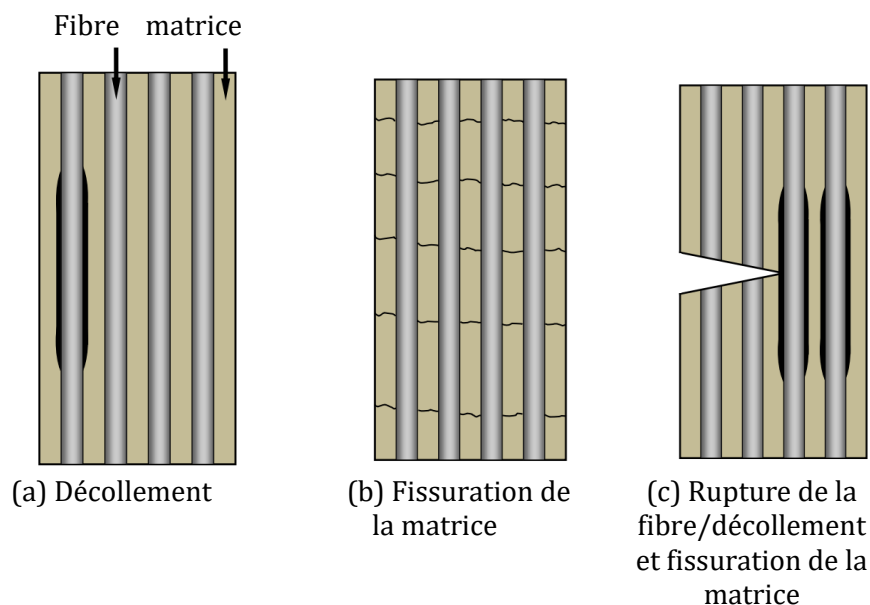 Fibre matrice
(a) Décollement
(b) Fissuration de
la matrice
(c) Rupture de la
fibre/décollement
et fissuration de la
matrice